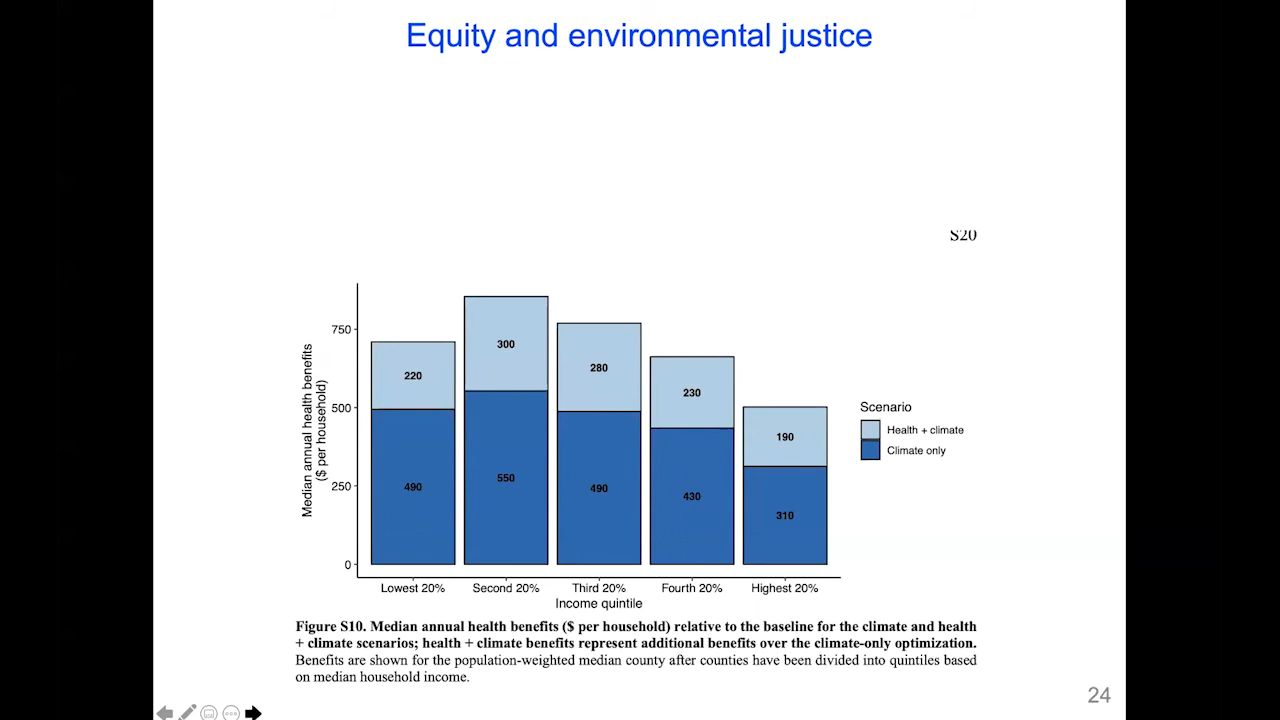 Equity and environmental justice
S20
Median annual health benefits
($ per household)
750
500
250
0
220
490
300
550
280
490
230
430
190
310
Lowest 20%
Second 20%
Third 20%
Fourth 20%
Highest 20%
Income quintile
Scenario
Health + climate
Climate only
Figure S10. Median annual health benefits ($ per household) relative to the baseline for the climate and health
+ climate scenarios; health + climate benefits represent additional benefits over the climate-only optimization.
Benefits are shown for the population-weighted median county after counties have been divided into quintiles based
on median household income.
24